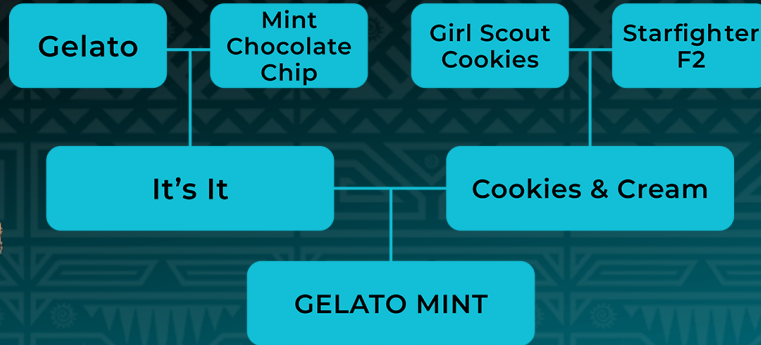 Gelato
Mint
Chocolate
Chip
Girl Scout
Cookies
Starfighter
F2
It's It
Cookies & Cream
GELATO MINT